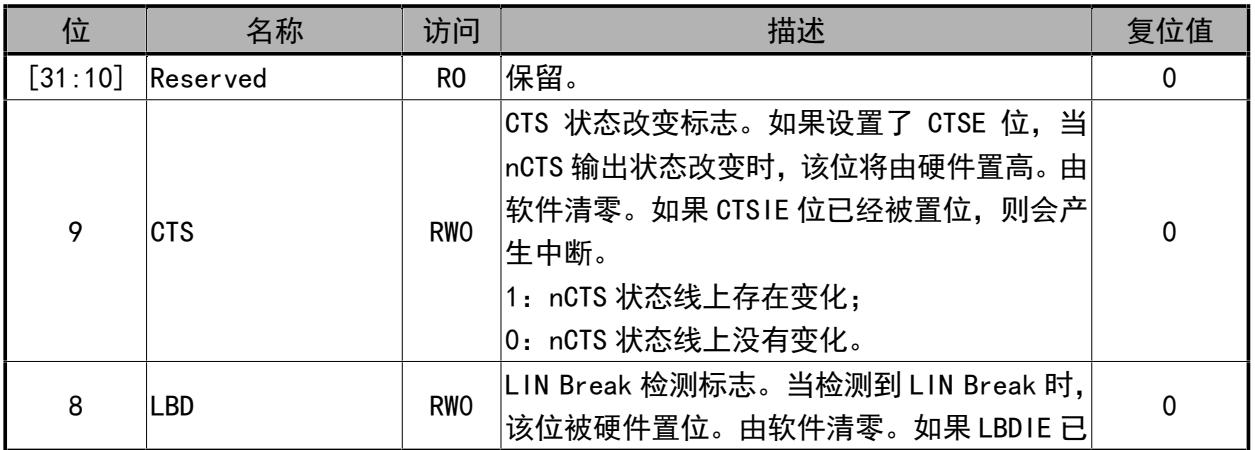 位 名称 访问 描述 复位值
[31:10] Reserved RO 保留。 0
CTS 状态改变标志。如果设置了 CTSE 位，当
nCTS 输出状态改变时，该位将由硬件置高。由
软件清零。如果 CTSIE 位已经被置位，则会产
9 CTS RW0 生中断。 0
1：nCTS 状态线上存在变化；
0：nCTS 状态线上没有变化。
8 LBD RW0 LIN Break 检测标志。当检测到 LIN Break 时， 0
该位被硬件置位。由软件清零。如果 LBDIE 已